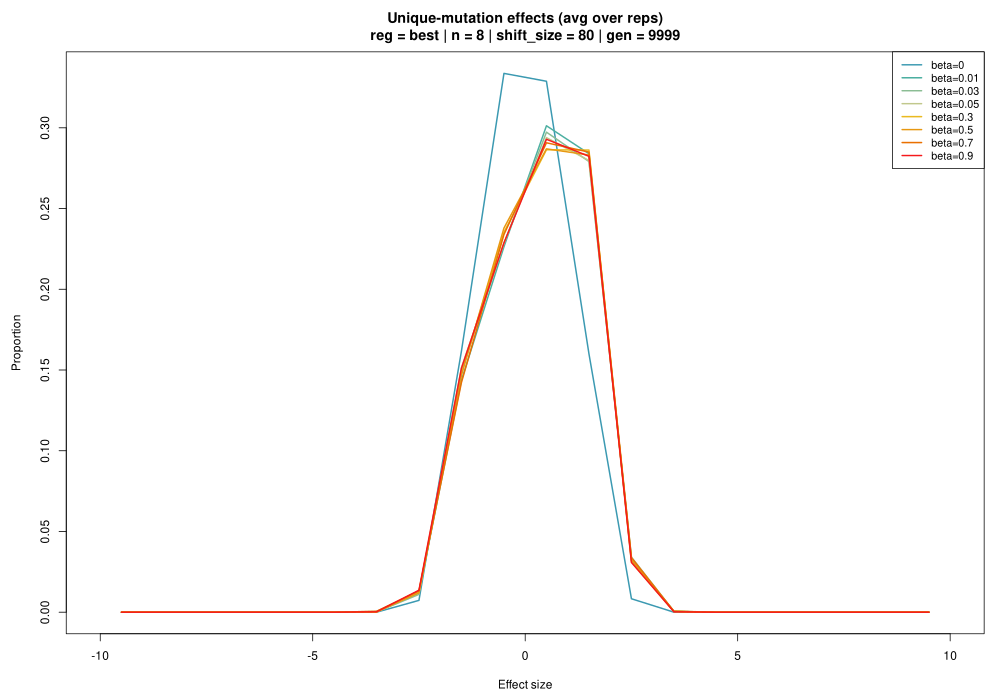 Unique-mutation effects (avg over reps)
reg = best | n = 8 | shift_size = 80 | gen = 9999
beta=0
beta=0.01
beta=0.03
beta=0.05
beta=0.3
beta=0.5
beta=0.7
beta=0.9
Proportion
0.30
0.25
0.20
0.15
0.10
0.05
0.00
-10
-5
0
5
10
Effect size